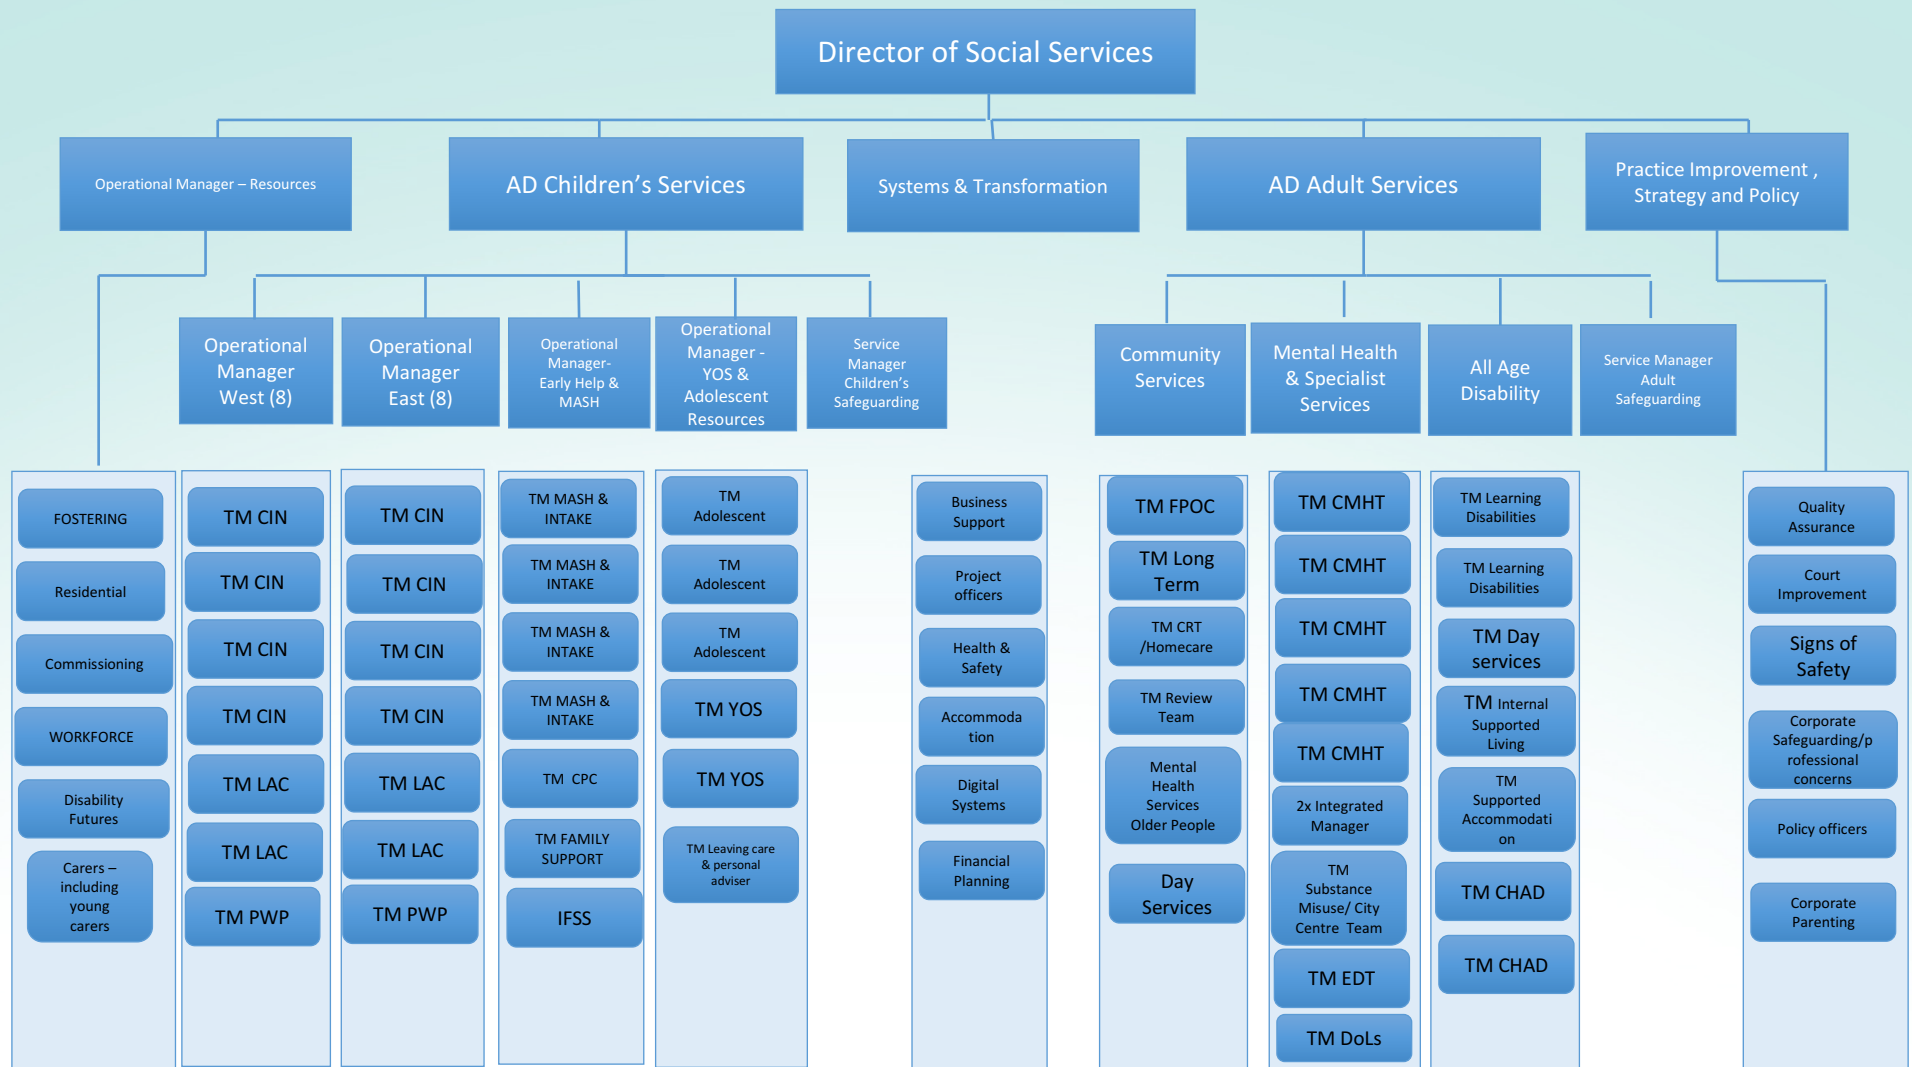 Director of Social Services
Operational Manager – Resources
AD Children's Services
Systems & Transformation
AD Adult Services
Practice Improvement ,
Strategy and Policy
Operational
Manager
West (8)
Operational
Manager
East (8)
Operational
Manager-
Early Help &
MASH
Operational
Manager -
YOS &
Adolescent
Resources
Service
Manager
Children's
Safeguarding
Community
Services
Mental Health
& Specialist
Services
All Age
Disability
Service Manager
Adult
Safeguarding
FOSTERING
Residential
Commissioning
WORKFORCE
Disability
Futures
Carers –
including
young
carers
TM CIN
TM CIN
TM CIN
TM CIN
TM LAC
TM LAC
TM PWP
TM CIN
TM CIN
TM CIN
TM CIN
TM LAC
TM LAC
TM PWP
TM MASH &
INTAKE
TM MASH &
INTAKE
TM MASH &
INTAKE
TM MASH &
INTAKE
TM CPC
TM FAMILY
SUPPORT
IFSS
TM
Adolescent
TM
Adolescent
TM
Adolescent
TM YOS
TM YOS
TM Leaving care
& personal
adviser
Business
Support
Project
officers
Health &
Safety
Accommoda
tion
Digital
Systems
Financial
Planning
TM FPOC
TM Long
Term
TM CRT
/Homecare
TM Review
Team
Mental
Health
Services
Older People
Day
Services
TM CMHT
TM CMHT
TM CMHT
TM CMHT
TM CMHT
2x Integrated
Manager
TM
Substance
Misuse/ City
Centre Team
TM EDT
TM DoLs
TM Learning
Disabilities
TM Learning
Disabilities
TM Day
services
TM Internal
Supported
Living
TM
Supported
Accommodati
on
TM CHAD
TM CHAD
Quality
Assurance
Court
Improvement
Signs of
Safety
Corporate
Safeguarding/p
rofessional
concerns
Policy officers
Corporate
Parenting